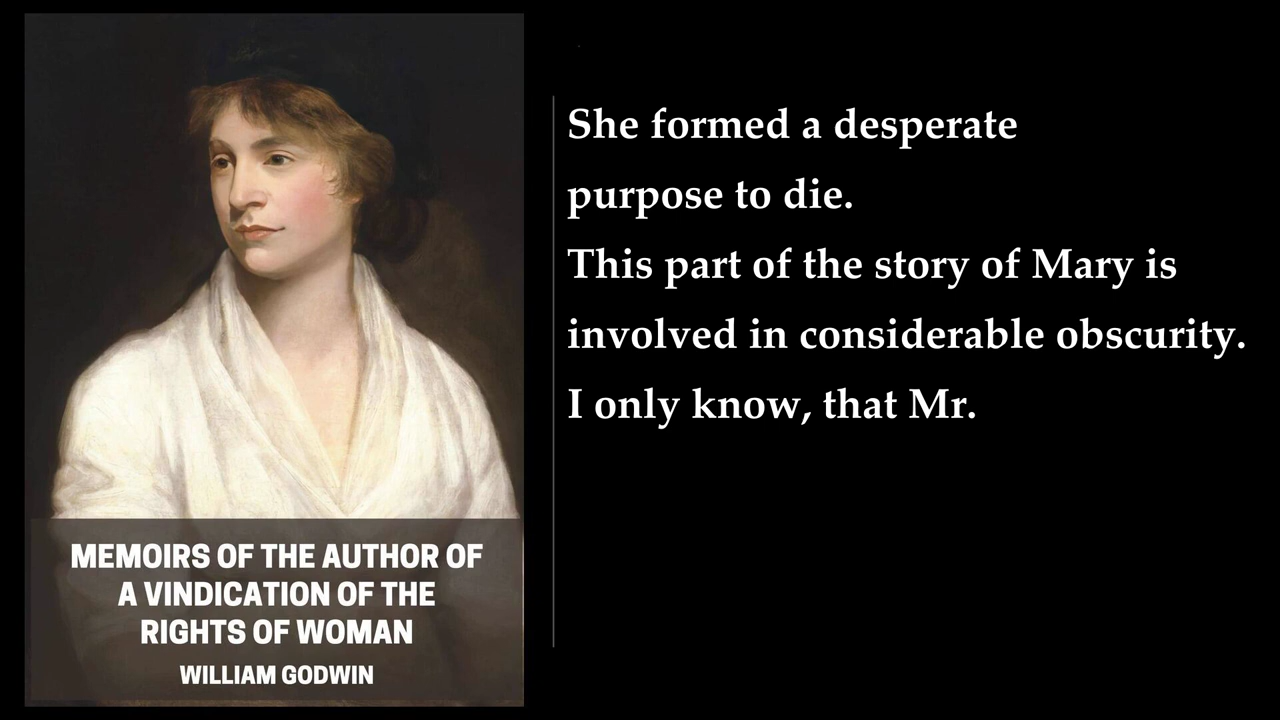 She formed a desperate
purpose to die.
This part of the story of Mary is
involved in considerable obscurity.
I only know, that Mr.
MEMOIRS OF THE AUTHOR OF
A VINDICATION OF THE
RIGHTS OF WOMAN
WILLIAM GODWIN